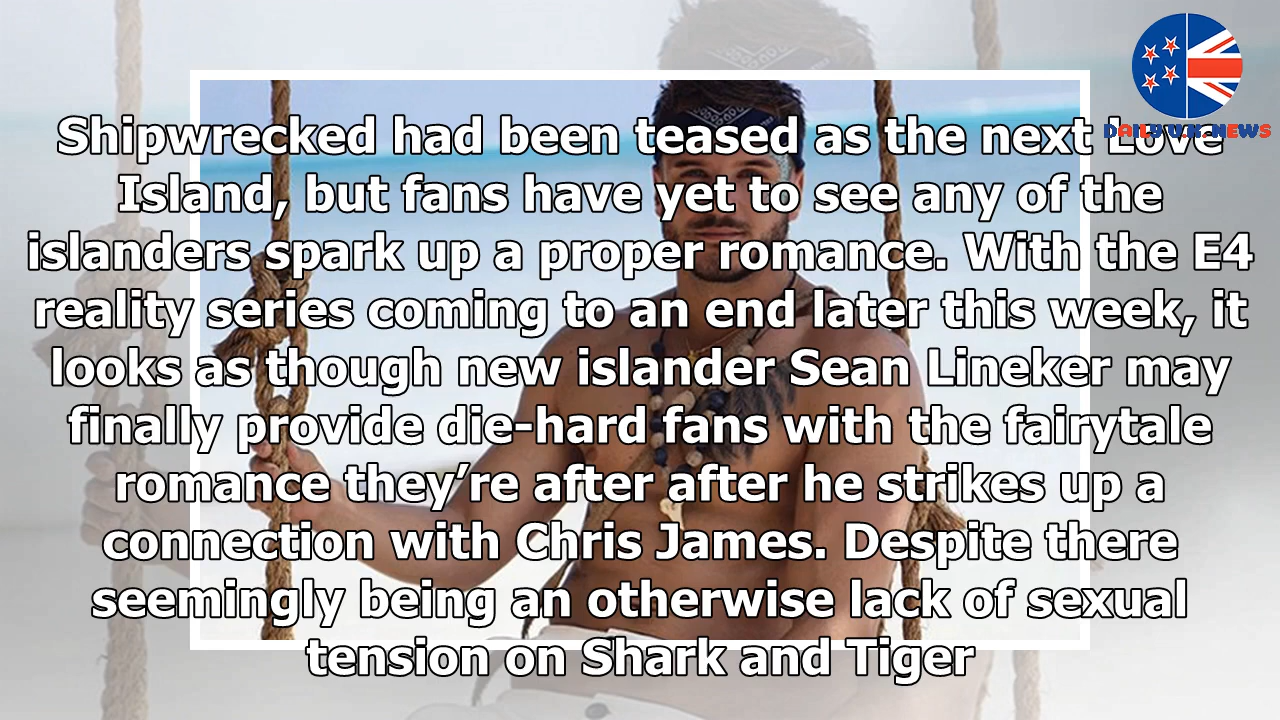 DAILY U.K. NEWS
Shipwrecked had been teased as the next Love
Island, but fans have yet to see any of the
islanders spark up a proper romance. With the E4
reality series coming to an end later this week, it
looks as though new islander Sean Lineker may
finally provide die-hard fans with the fairytale
romance they’re after after he strikes up a
connection with Chris James. Despite there
seemingly being an otherwise lack of sexual
tension on Shark and Tiger